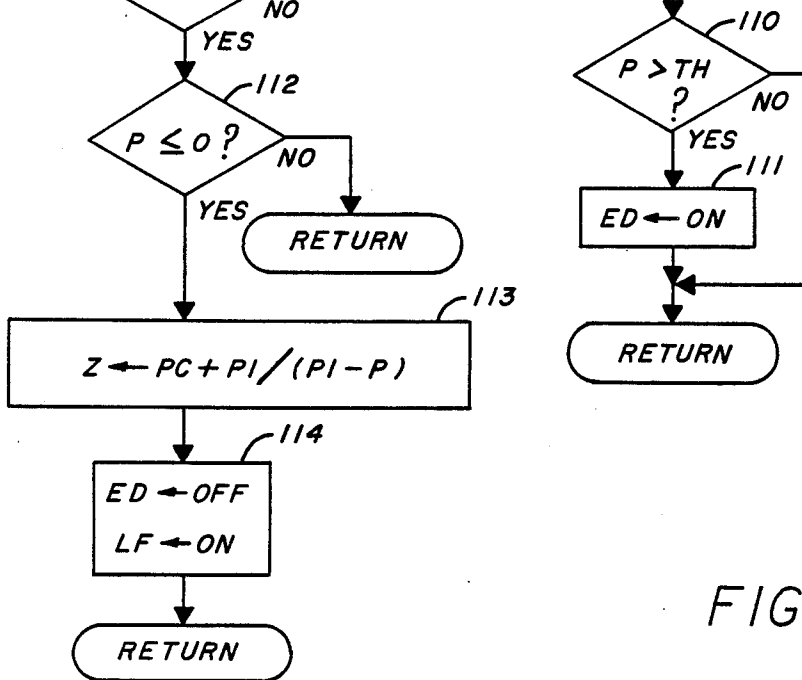 NO
YES
112
P ≤ 0 ?
NO
YES
RETURN
113
Z ← PC + PI / (PI - P)
114
ED ← OFF
LF ← ON
RETURN
110
P > TH
?
NO
YES
111
ED ← ON
RETURN
FIG